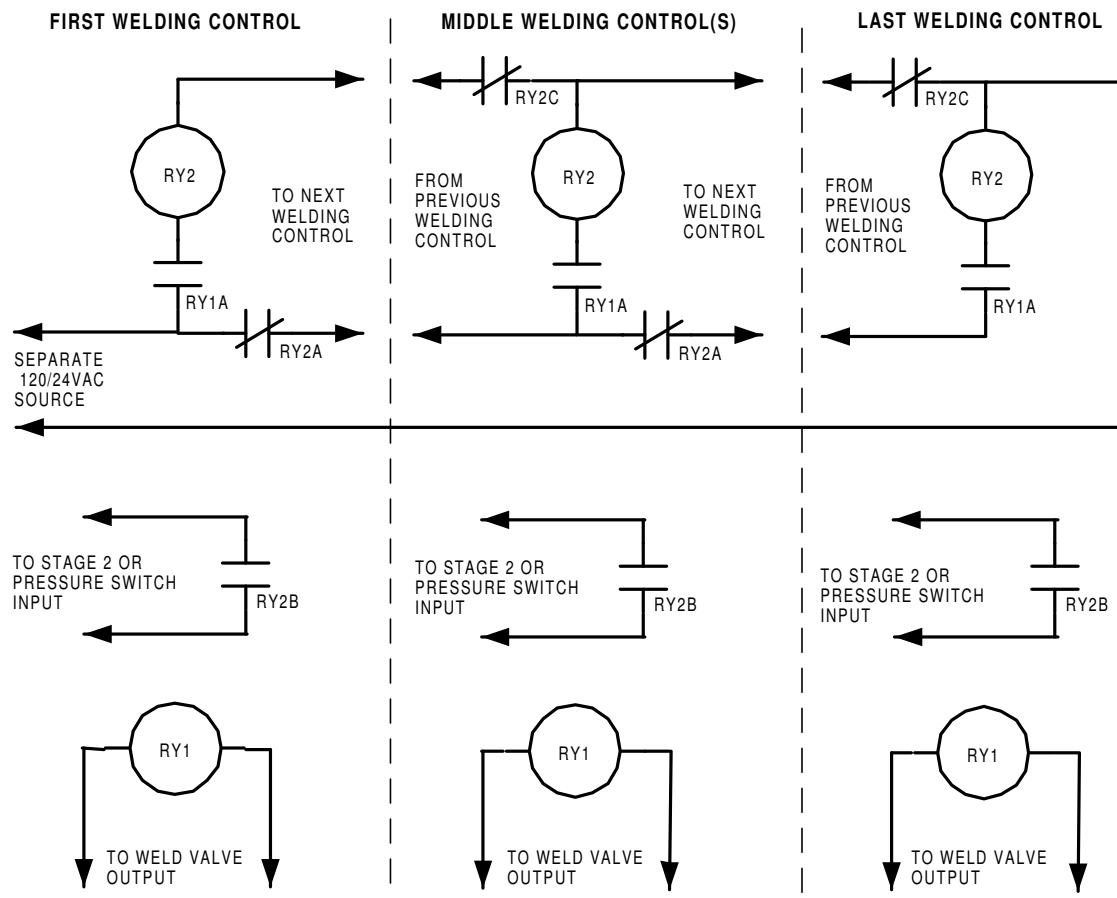 FIRST WELDING CONTROL
RY2
TO NEXT
WELDING
CONTROL
RY1A
RY2A
SEPARATE
120/24VAC
SOURCE
TO STAGE 2 OR
PRESSURE SWITCH
INPUT
RY2B
RY1
TO WELD VALVE
OUTPUT
MIDDLE WELDING CONTROL(S)
RY2C
RY2
FROM
PREVIOUS
WELDING
CONTROL
TO NEXT
WELDING
CONTROL
RY1A
RY2A
TO STAGE 2 OR
PRESSURE SWITCH
INPUT
RY2B
RY1
TO WELD VALVE
OUTPUT
LAST WELDING CONTROL
RY2C
RY2
FROM
PREVIOUS
WELDING
CONTROL
RY1A
TO STAGE 2 OR
PRESSURE SWITCH
INPUT
RY2B
RY1
TO WELD VALVE
OUTPUT